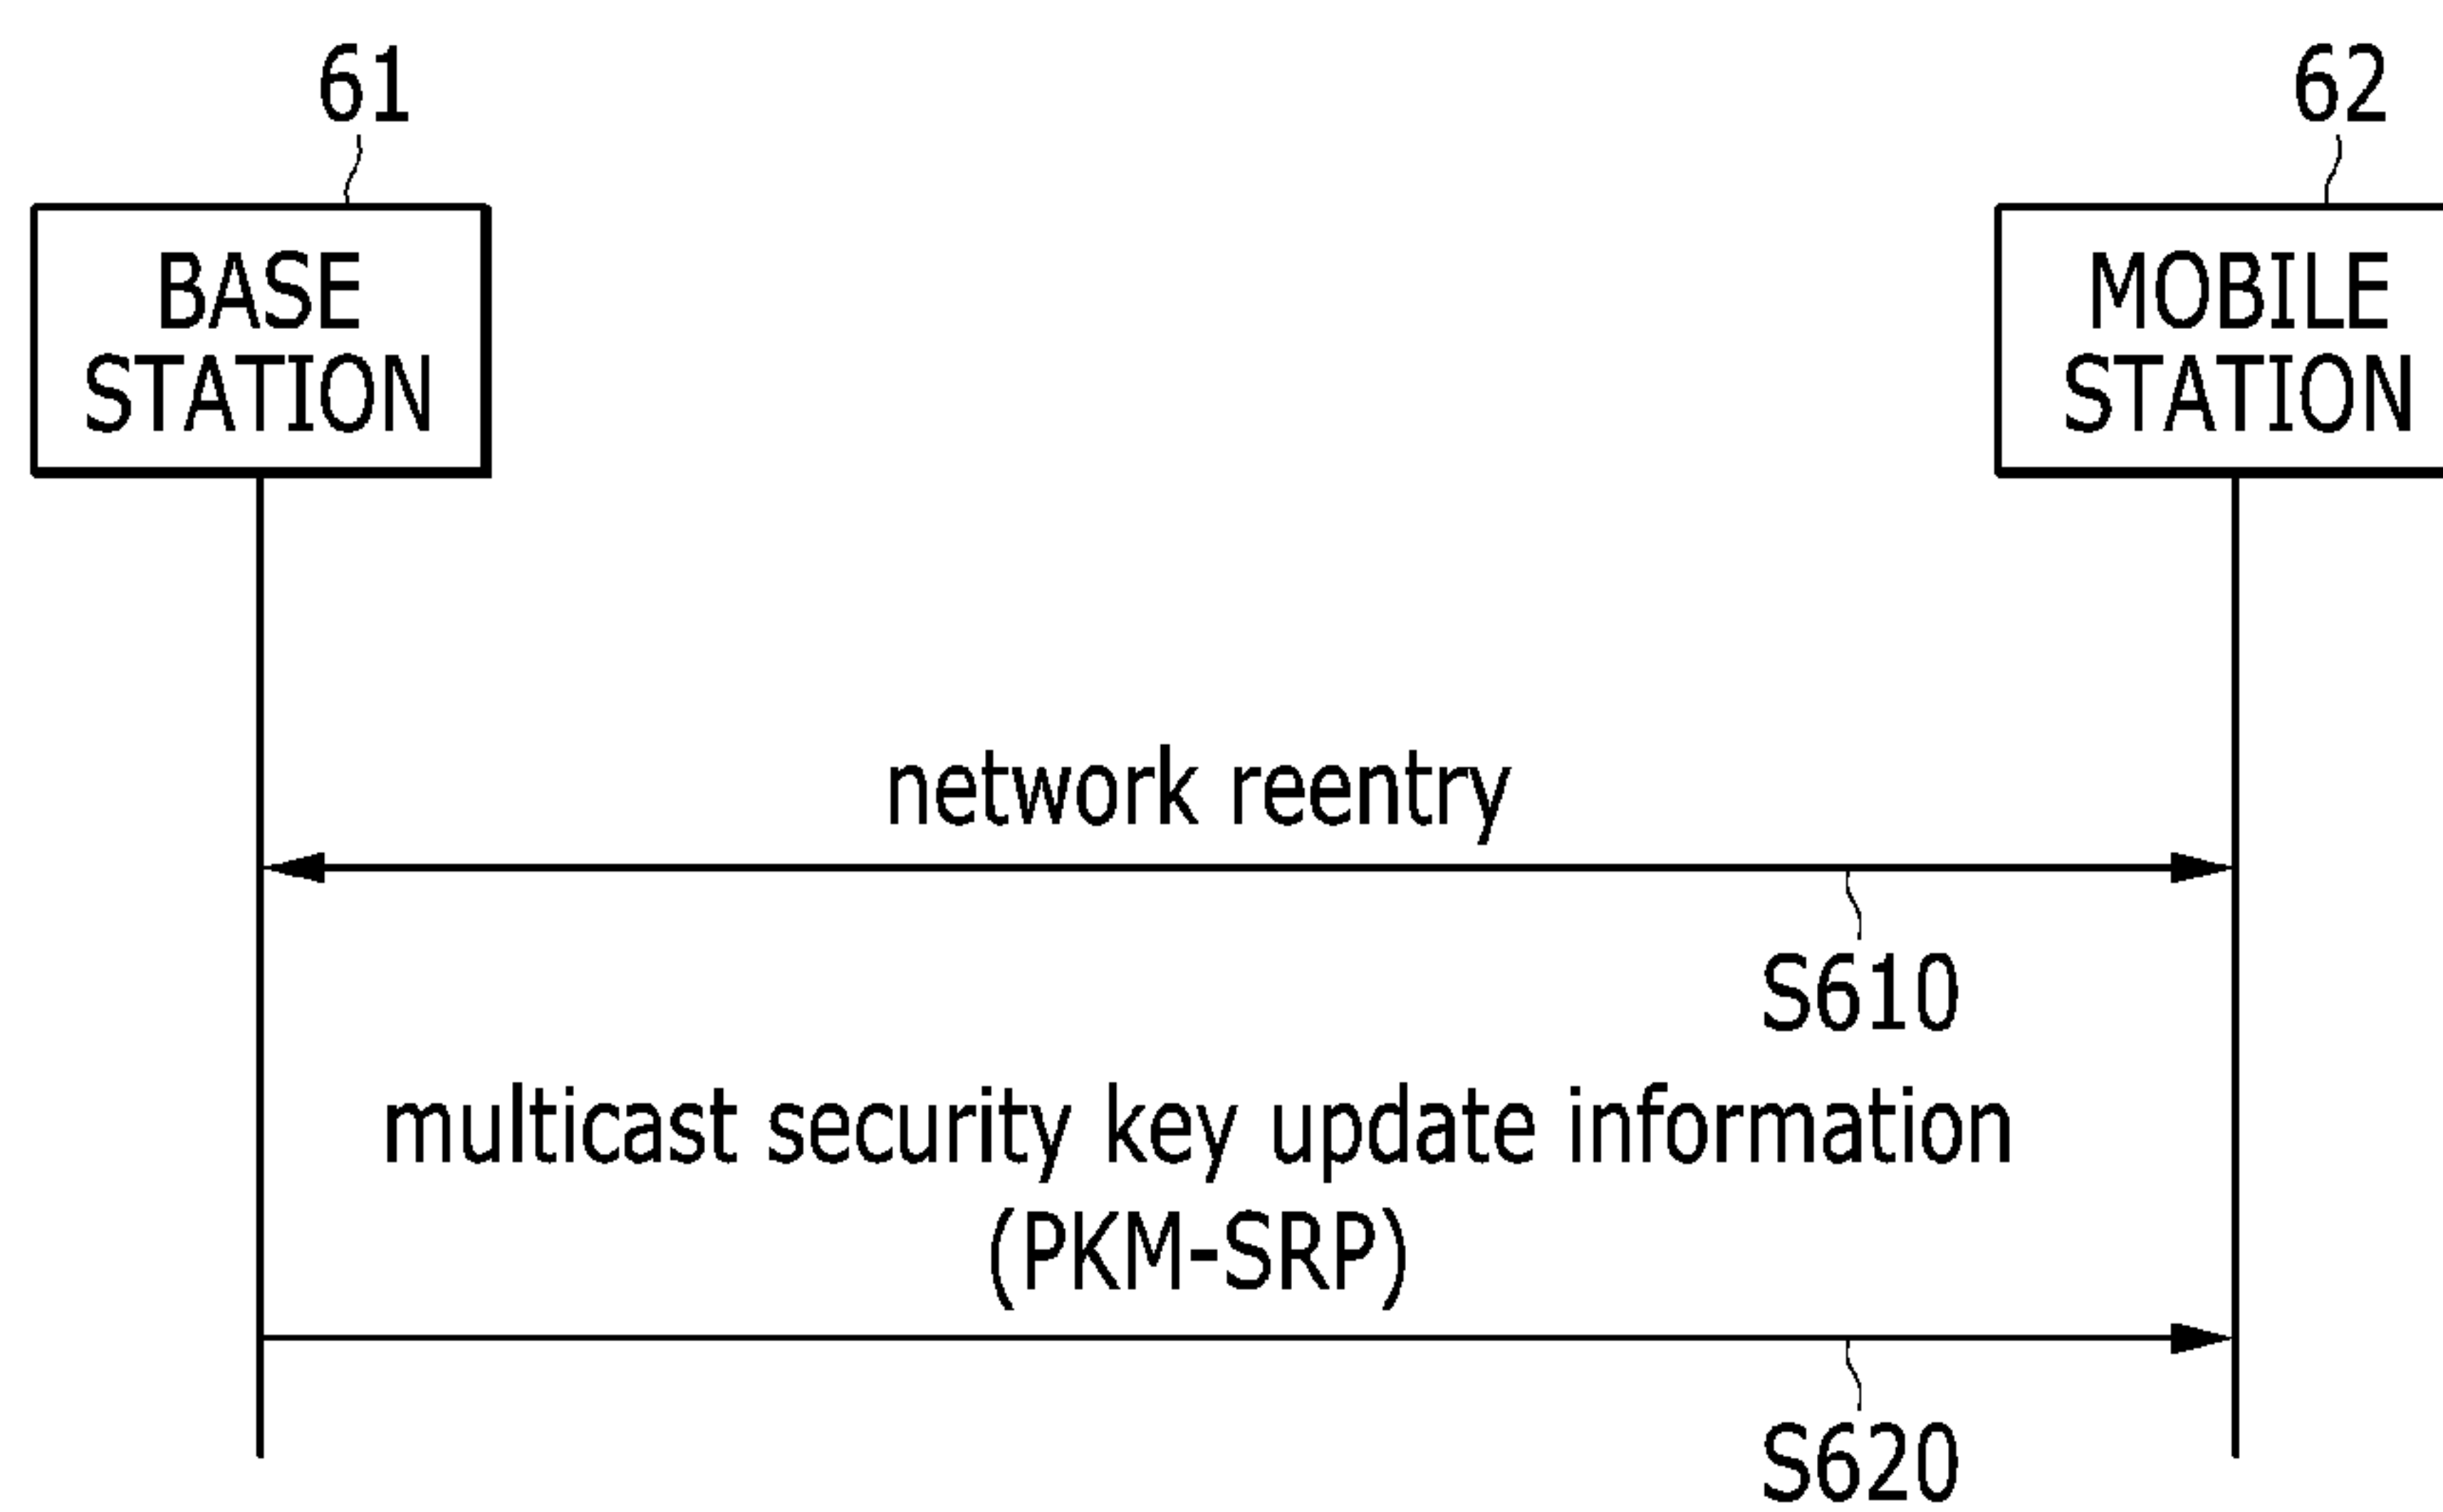 61
62
BASE
STATION
MOBILE
STATION
network reentry
S610
multicast security key update information
(PKM-SRP)
S620